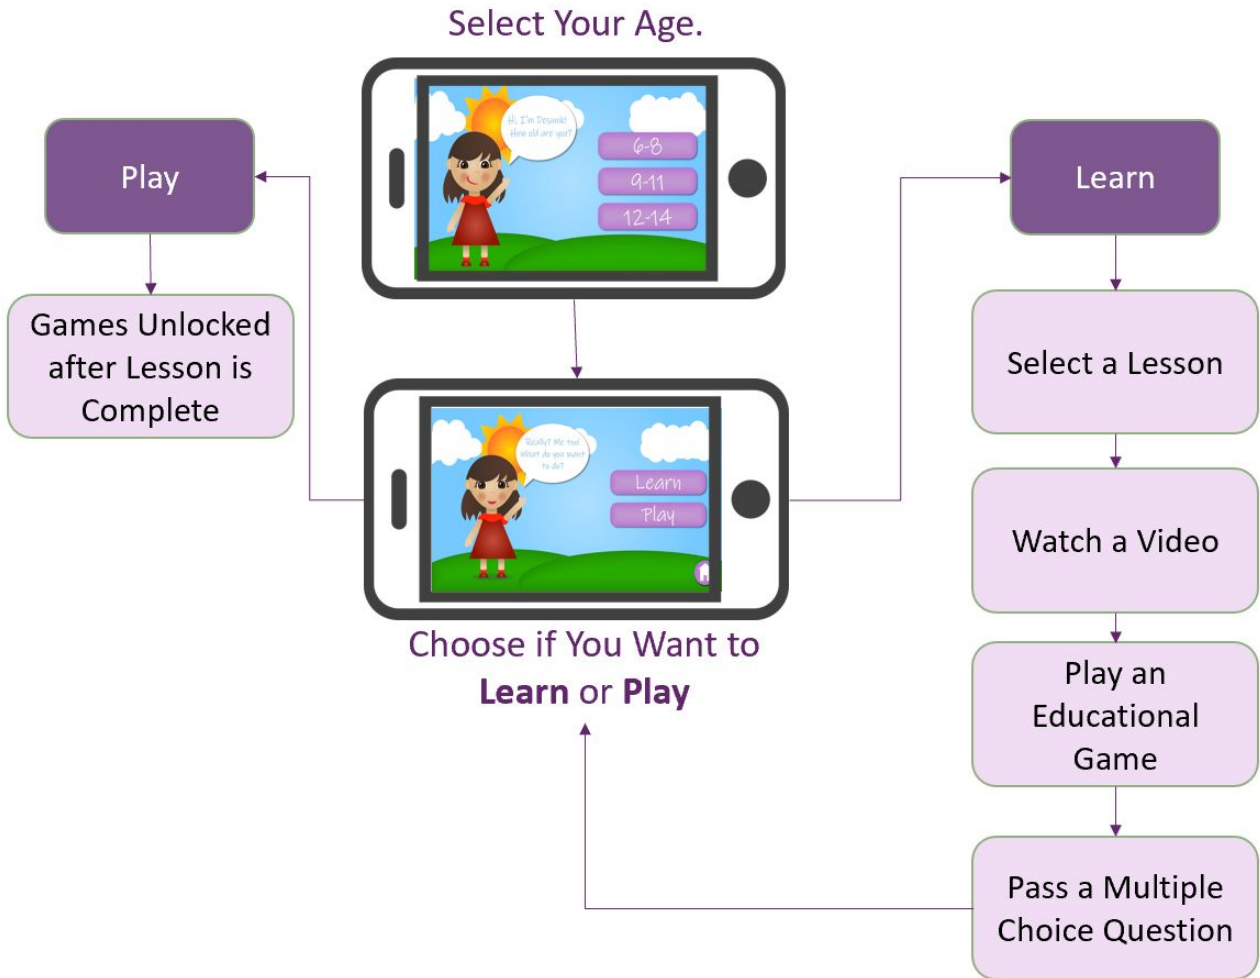 Select Your Age.
Hi, I'm Desanka!
How old are you?
6-8
9-11
12-14
Play
Games Unlocked
after Lesson is
Complete
Learn
Select a Lesson
Watch a Video
Play an
Educational
Game
Pass a Multiple
Choice Question
Really? Me too!
What do you want
to do?
Learn
Play
Choose if You Want to
Learn or Play